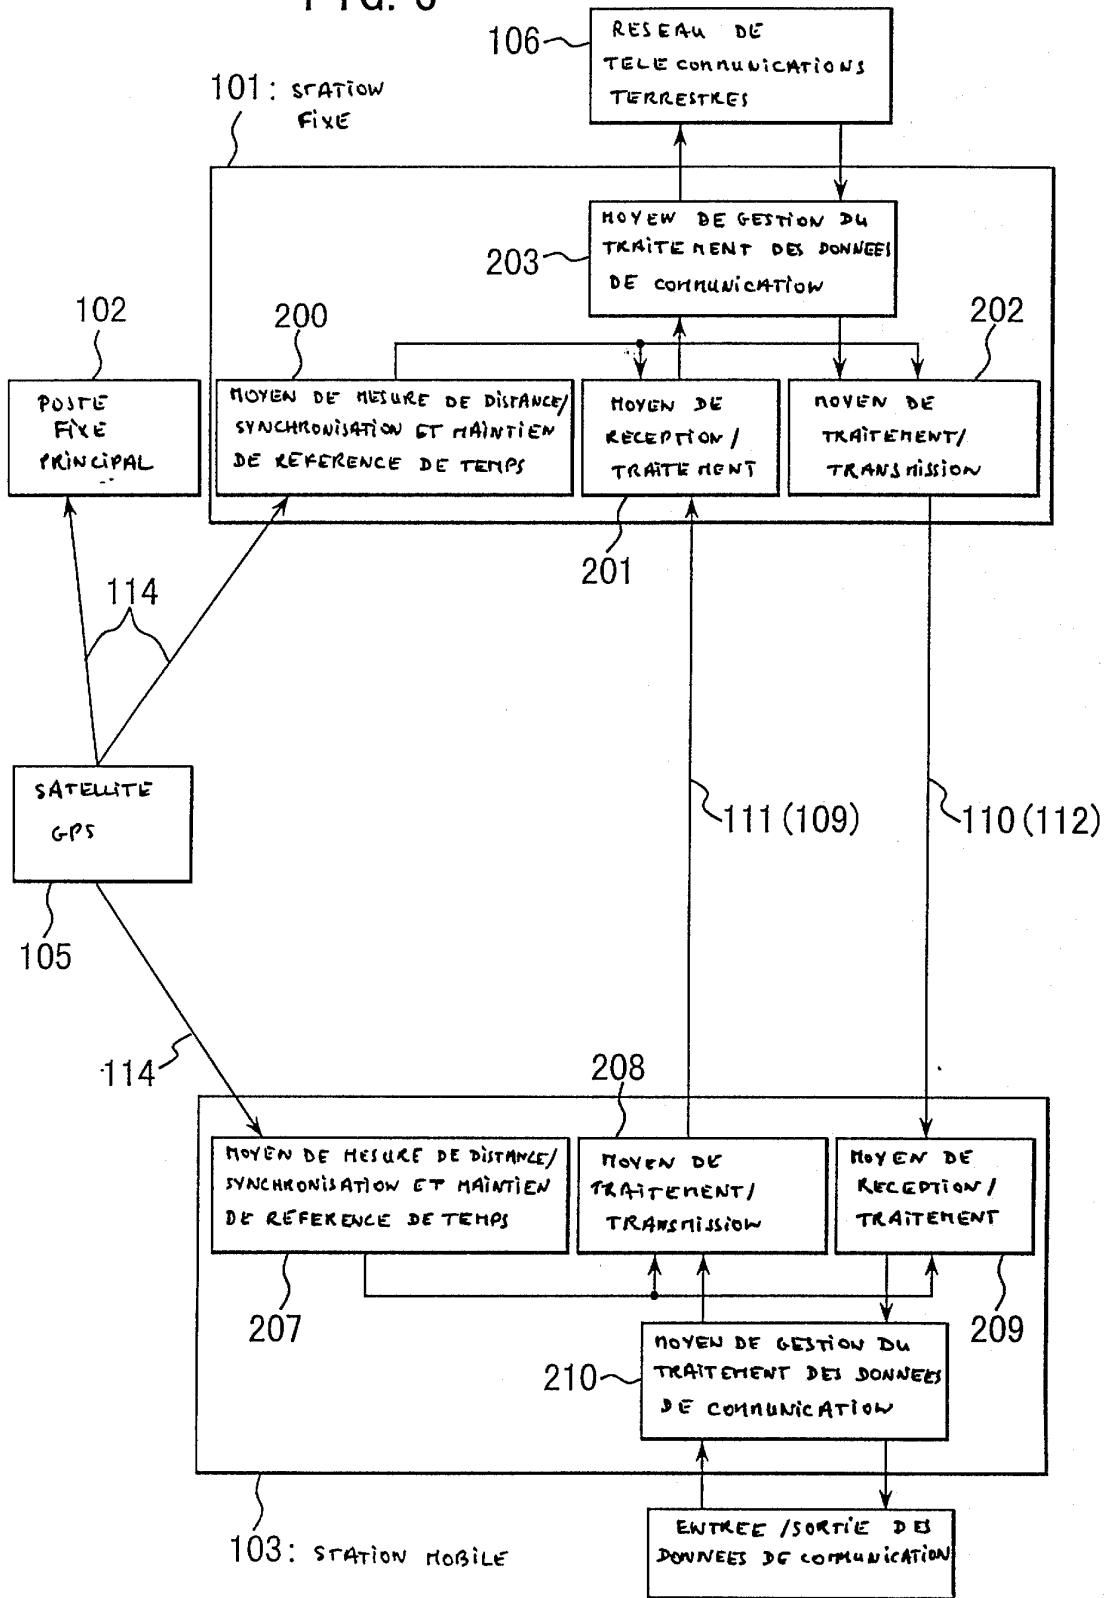 106
RESEAU DE
TELECOMMUNICATIONS
TERRESTRES
101: STATION
FIXE
203
MOYEN DE GESTION DU
TRAITEMENT DES DONNEES
DE COMMUNICATION
102
200
202
POSTE
FIXE
PRINCIPAL
MOYEN DE MESURE DE DISTANCE/
SYNCHRONISATION ET MAINTIEN
DE REFERENCE DE TEMPS
MOYEN DE
RECEPTION/
TRAITEMENT
MOYEN DE
TRAITEMENT/
TRANSMISSION
201
114
SATELLITE
GPS
111 (109)
110 (112)
105
114
208
MOYEN DE MESURE DE DISTANCE/
SYNCHRONISATION ET MAINTIEN
DE REFERENCE DE TEMPS
MOYEN DE
TRAITEMENT/
TRANSMISSION
MOYEN DE
RECEPTION/
TRAITEMENT
207
209
210
MOYEN DE GESTION DU
TRAITEMENT DES DONNEES
DE COMMUNICATION
103: STATION MOBILE
ENTREE/SORTIE DES
DONNEES DE COMMUNICATION